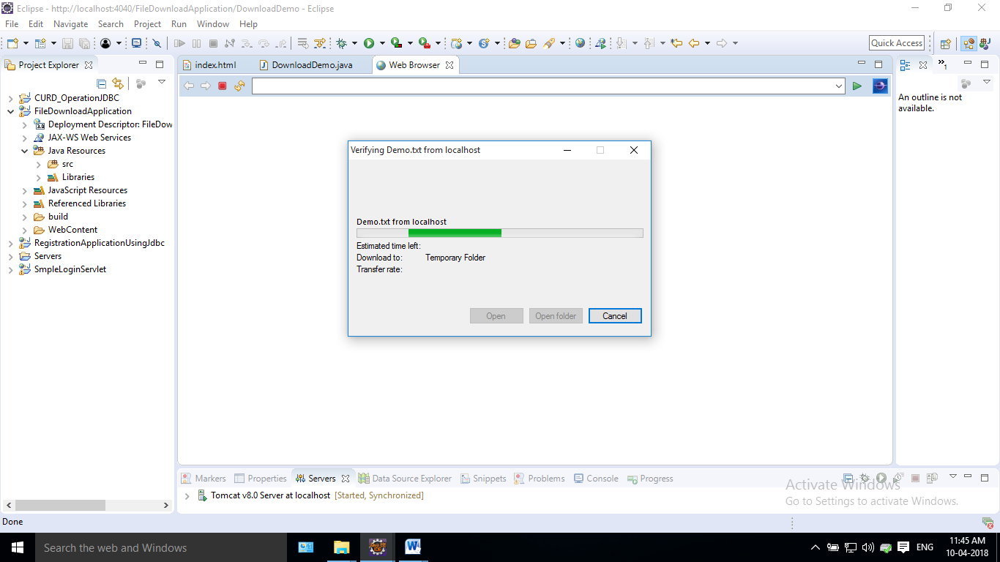 Eclipse - http://localhost:4040/FileDownloadApplication/DownloadDemo - Eclipse
File Edit Navigate Search Project Run Window Help
Quick Access
Project Explorer
index.html DownloadDemo.java Web Browser
»1
CURD_OperationJDBC
FileDownloadApplication
Deployment Descriptor: FileDow
JAX-WS Web Services
Java Resources
src
Libraries
JavaScript Resources
Referenced Libraries
build
WebContent
RegistrationApplicationUsingJdbc
Servers
SmpleLoginServlet
An outline is not
available.
Verifying Demo.txt from localhost
Demo.txt from localhost
Estimated time left:
Download to: Temporary Folder
Transfer rate:
Open Open folder Cancel
Markers Properties Servers Data Source Explorer Snippets Problems Console Progress
Tomcat v8.0 Server at localhost [Started, Synchronized]
Activate Windows
Go to Settings to activate Windows.
Done
Search the web and Windows
ENG
11:45 AM
10-04-2018